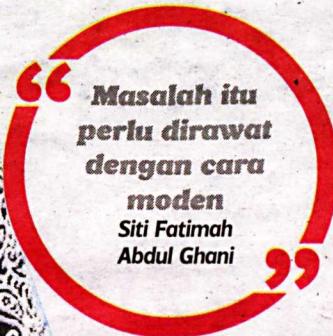 “ Masalah itu
perlu dirawat
dengan cara
moden
Siti Fatimah
Abdul Ghani ”